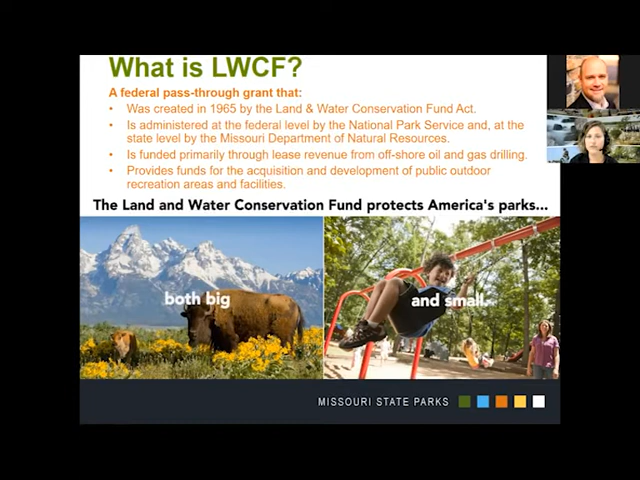 What is LWCF?
A federal pass-through grant that:
• Was created in 1965 by the Land & Water Conservation Fund Act.
• Is administered at the federal level by the National Park Service and, at the
state level by the Missouri Department of Natural Resources.
• Is funded primarily through lease revenue from off-shore oil and gas drilling.
• Provides funds for the acquisition and development of public outdoor
recreation areas and facilities.
The Land and Water Conservation Fund protects America's parks...
both big
and small.
MISSOURI STATE PARKS